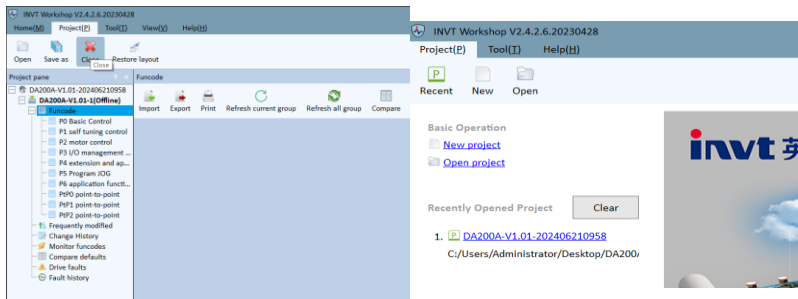 INVT Workshop V2.4.2.6.20230428
Home(M) Project(P) Tool(T) View(V) Help(H)
Open Save as Close Restore layout
Close
Project pane
DA200A-V1.01-202406210958
DA200A-V1.01-1(Offline)
Funcode
P0 Basic Control
P1 self tuning control
P2 motor control
P3 I/O management ...
P4 extension and ap...
P5 Program JOG
P6 application functi...
PtP0 point-to-point
PtP1 point-to-point
PtP2 point-to-point
Frequently modified
Change History
Monitor funcodes
Compare defaults
Drive faults
Fault history
Funcode
Import Export Print Refresh current group Refresh all group Compare
INVT Workshop V2.4.2.6.20230428
Project(P) Tool(T) Help(H)
P
Recent New Open
Basic Operation
New project
Open project
Recently Opened Project Clear
1. P DA200A-V1.01-202406210958
C:/Users/Administrator/Desktop/DA200A
invt 英